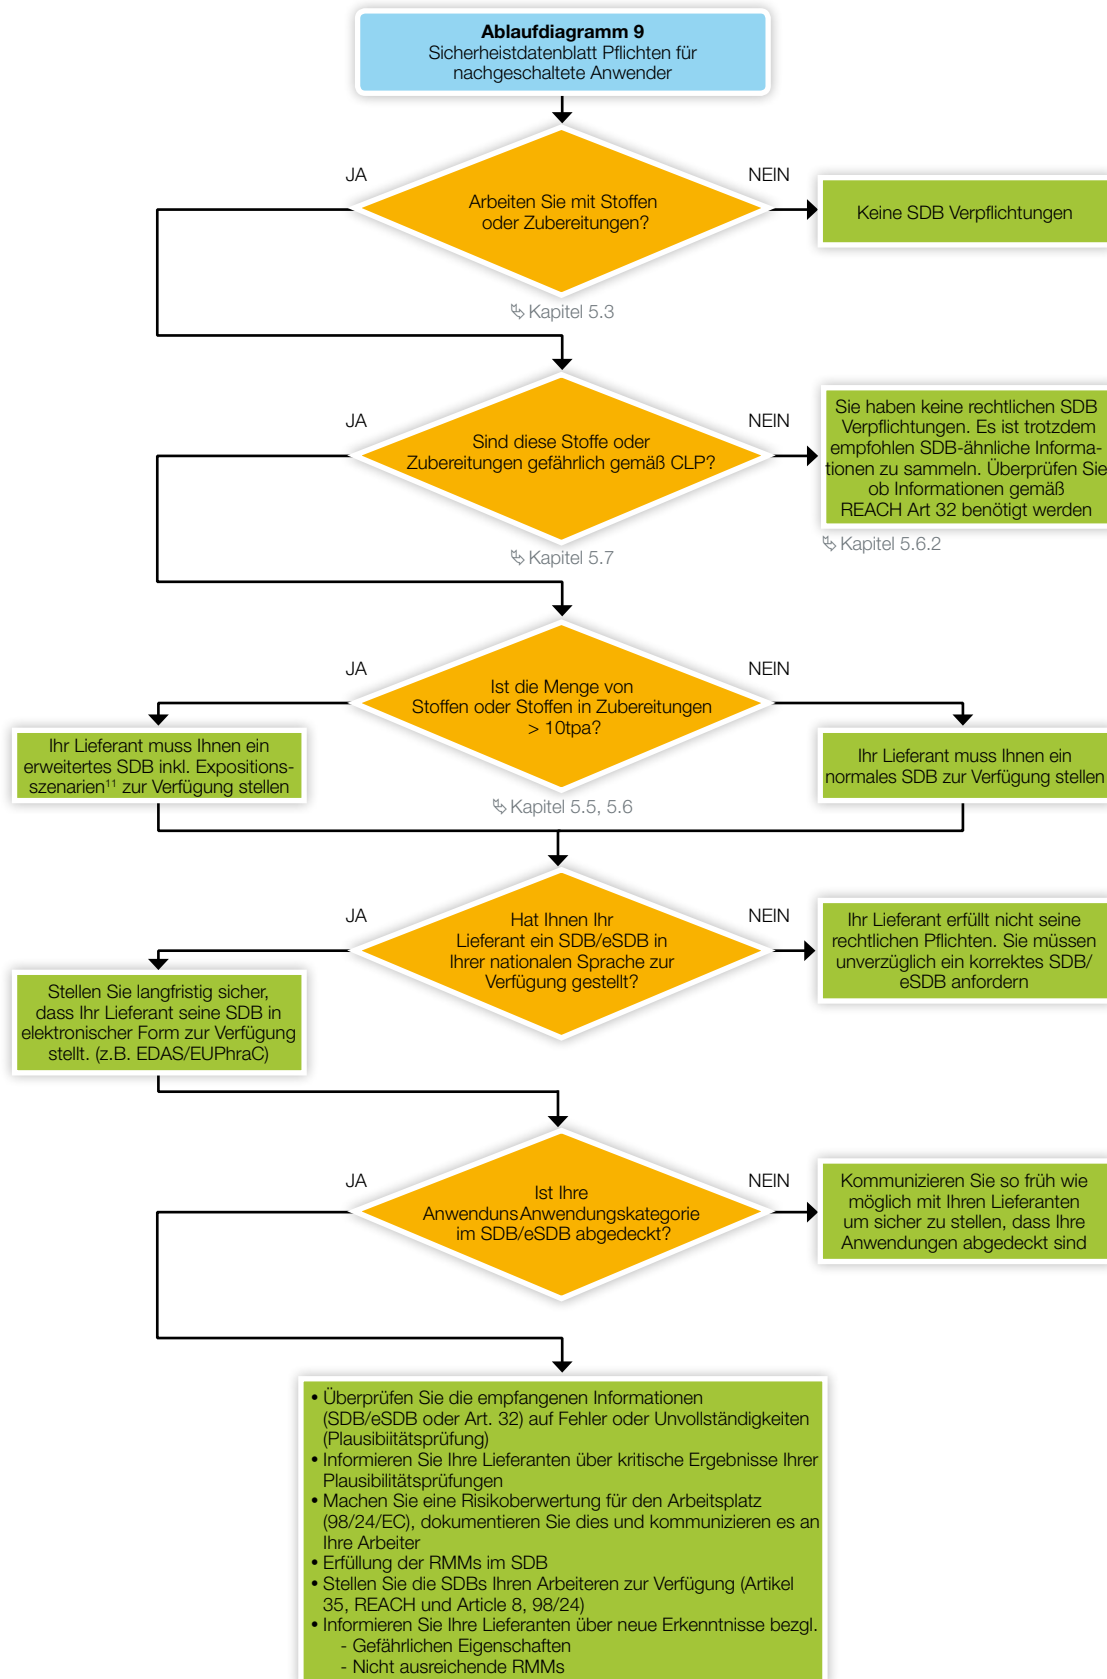 Ablaufdiagramm 9
Sicherheistdatenblatt Pflichten für
nachgeschaltete Anwender
JA
NEIN
Arbeiten Sie mit Stoffen
oder Zubereitungen?
Keine SDB Verpflichtungen
↳ Kapitel 5.3
JA
NEIN
Sind diese Stoffe oder
Zubereitungen gefährlich gemäß CLP?
Sie haben keine rechtlichen SDB
Verpflichtungen. Es ist trotzdem
empfohlen SDB-ähnliche Informa-
tionen zu sammeln. Überprüfen Sie
ob Informationen gemäß
REACH Art 32 benötigt werden
↳ Kapitel 5.7
↳ Kapitel 5.6.2
JA
NEIN
Ist die Menge von
Stoffen oder Stoffen in Zubereitungen
> 10tpa?
Ihr Lieferant muss Ihnen ein
erweitertes SDB inkl. Expositions-
szenarien¹¹ zur Verfügung stellen
Ihr Lieferant muss Ihnen ein
normales SDB zur Verfügung stellen
↳ Kapitel 5.5, 5.6
JA
NEIN
Hat Ihnen Ihr
Lieferant ein SDB/eSDB in
Ihrer nationalen Sprache zur
Verfügung gestellt?
Ihr Lieferant erfüllt nicht seine
rechtlichen Pflichten. Sie müssen
unverzüglich ein korrektes SDB/
eSDB anfordern
Stellen Sie langfristig sicher,
dass Ihr Lieferant seine SDB in
elektronischer Form zur Verfügung
stellt. (z.B. EDAS/EUPhraC)
JA
NEIN
Ist Ihre
AnwendunsAnwendungskategorie
im SDB/eSDB abgedeckt?
Kommunizieren Sie so früh wie
möglich mit Ihren Lieferanten
um sicher zu stellen, dass Ihre
Anwendungen abgedeckt sind
• Überprüfen Sie die empfangenen Informationen
(SDB/eSDB oder Art. 32) auf Fehler oder Unvollständigkeiten
(Plausibiitätsprüfung)
• Informieren Sie Ihre Lieferanten über kritische Ergebnisse Ihrer
Plausibilitätsprüfungen
• Machen Sie eine Risikoberwertung für den Arbeitsplatz
(98/24/EC), dokumentieren Sie dies und kommunizieren es an
Ihre Arbeiter
• Erfüllung der RMMs im SDB
• Stellen Sie die SDBs Ihren Arbeiteren zur Verfügung (Artikel
35, REACH und Article 8, 98/24)
• Informieren Sie Ihre Lieferanten über neue Erkenntnisse bezgl.
- Gefährlichen Eigenschaften
- Nicht ausreichende RMMs